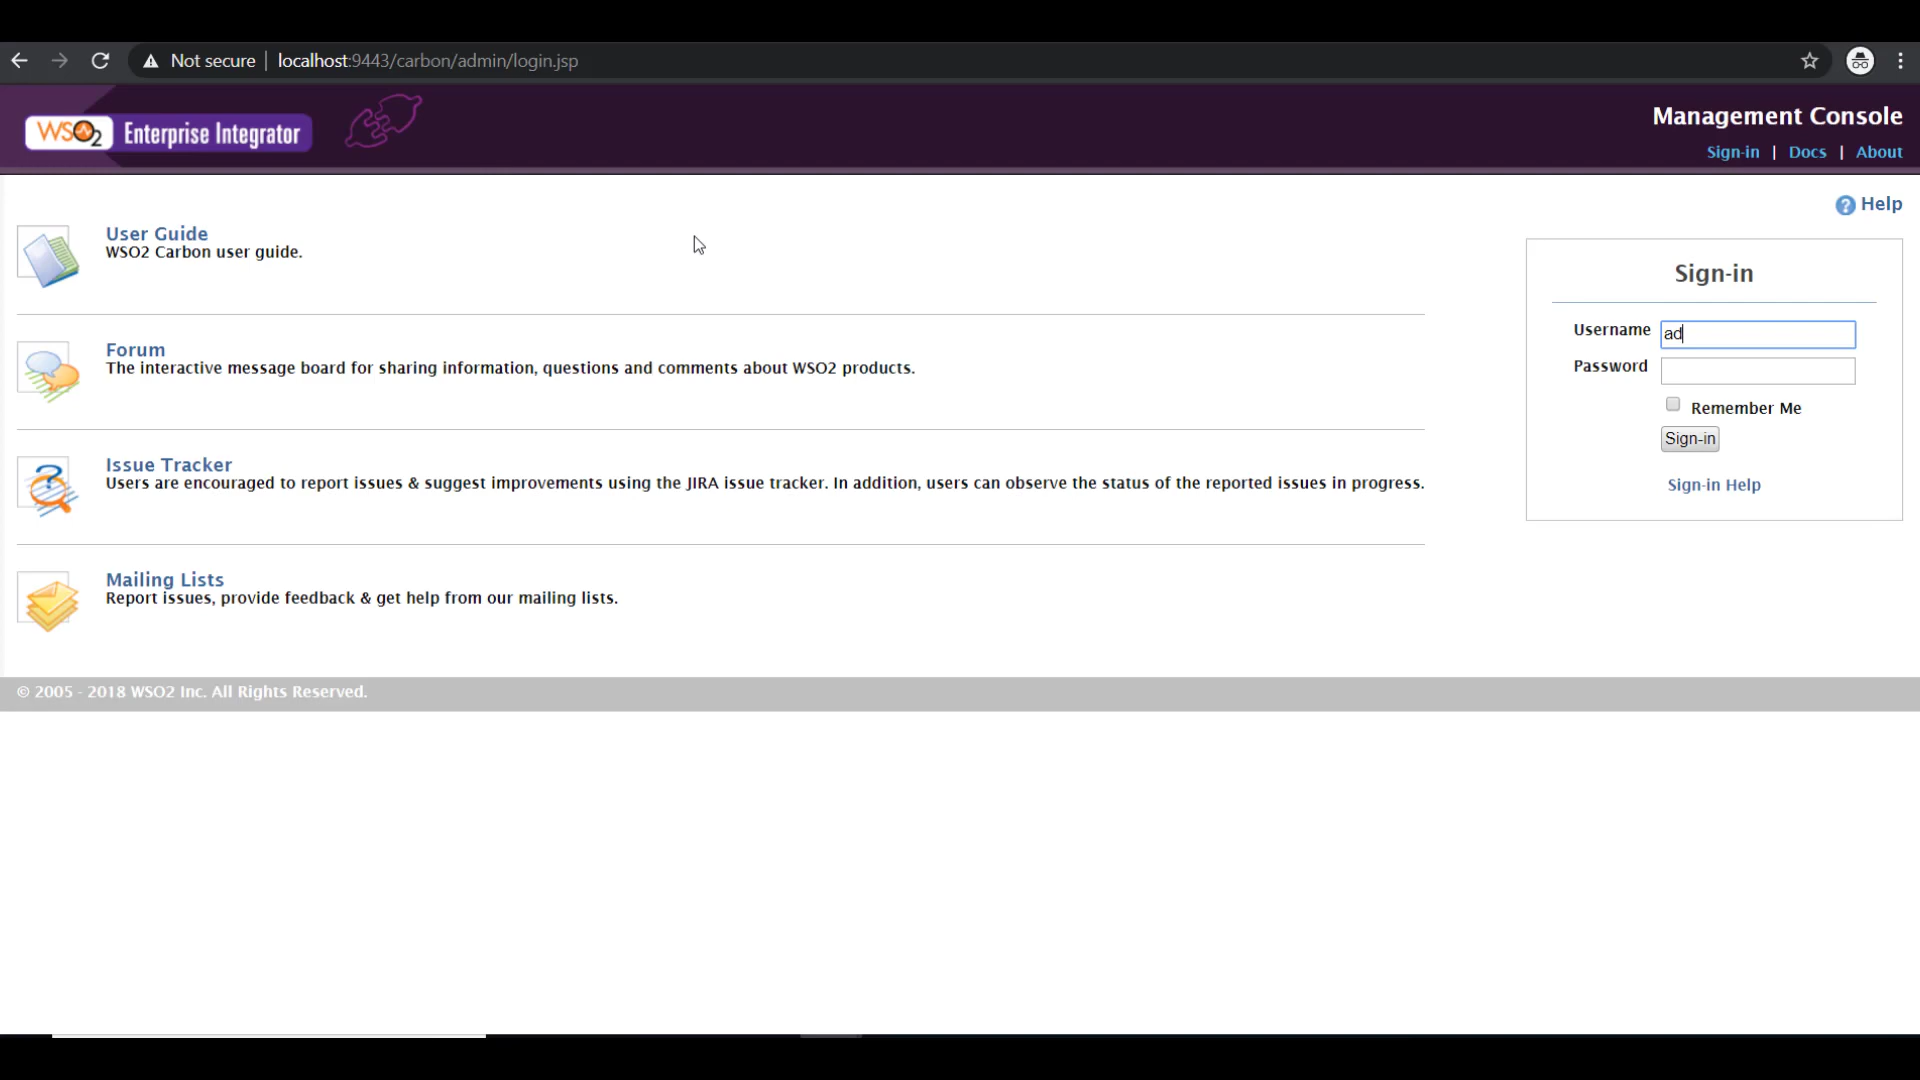 Not secure | localhost:9443/carbon/admin/login.jsp
WSO2 Enterprise Integrator
Management Console
Sign-in | Docs | About
Help
User Guide
WSO2 Carbon user guide.
Forum
The interactive message board for sharing information, questions and comments about WSO2 products.
Issue Tracker
Users are encouraged to report issues & suggest improvements using the JIRA issue tracker. In addition, users can observe the status of the reported issues in progress.
Mailing Lists
Report issues, provide feedback & get help from our mailing lists.
Sign-in
Username ad
Password
Remember Me
Sign-in
Sign-in Help
© 2005 - 2018 WSO2 Inc. All Rights Reserved.